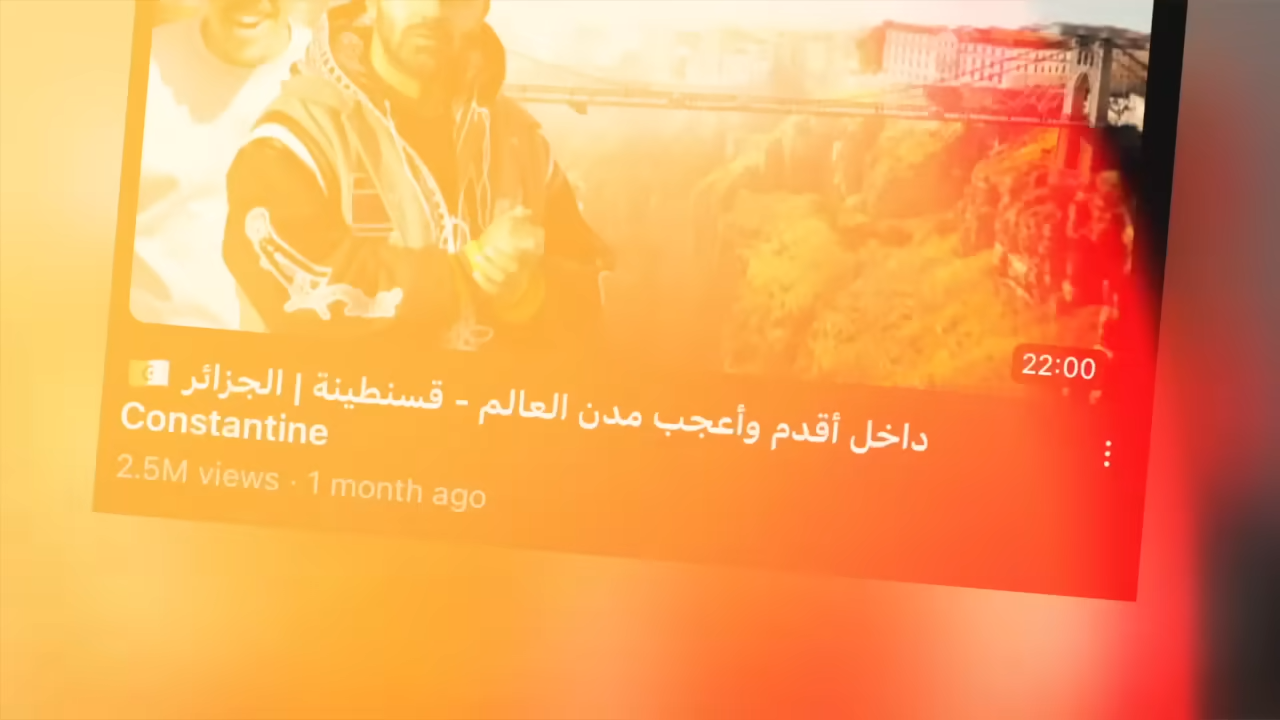 22:00
داخل أقدم وأعجب مدن العالم - قسنطينة | الجزائر 🇩🇿
Constantine
2.5M views · 1 month ago